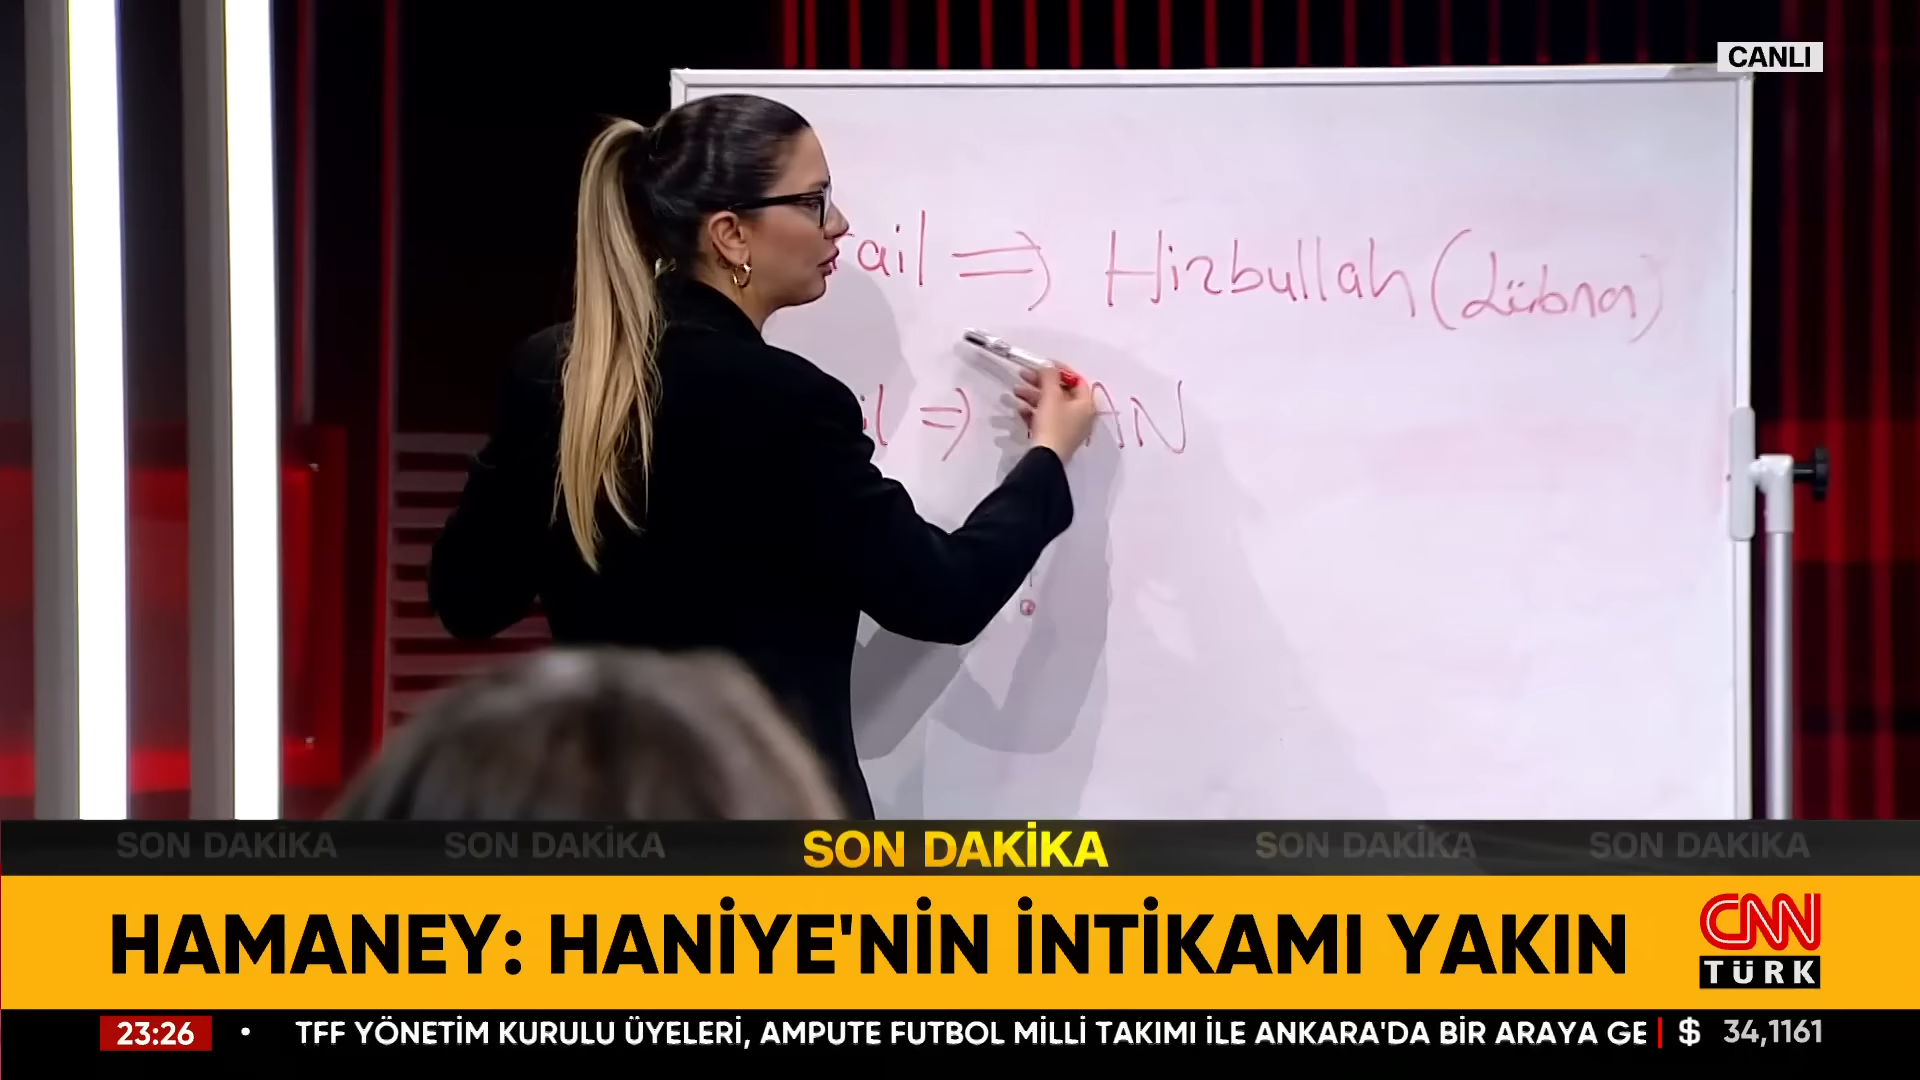 CANLI
ail => Hizbullah (Lübnan)
il => AN
SON DAKİKA SON DAKİKA SON DAKİKA SON DAKİKA SON DAKİKA
HAMANEY: HANİYE'NİN İNTİKAMI YAKIN
CNN
TÜRK
23:26 • TFF YÖNETİM KURULU ÜYELERİ, AMPUTE FUTBOL MİLLİ TAKIMI İLE ANKARA'DA BİR ARAYA GE $ 34,1161